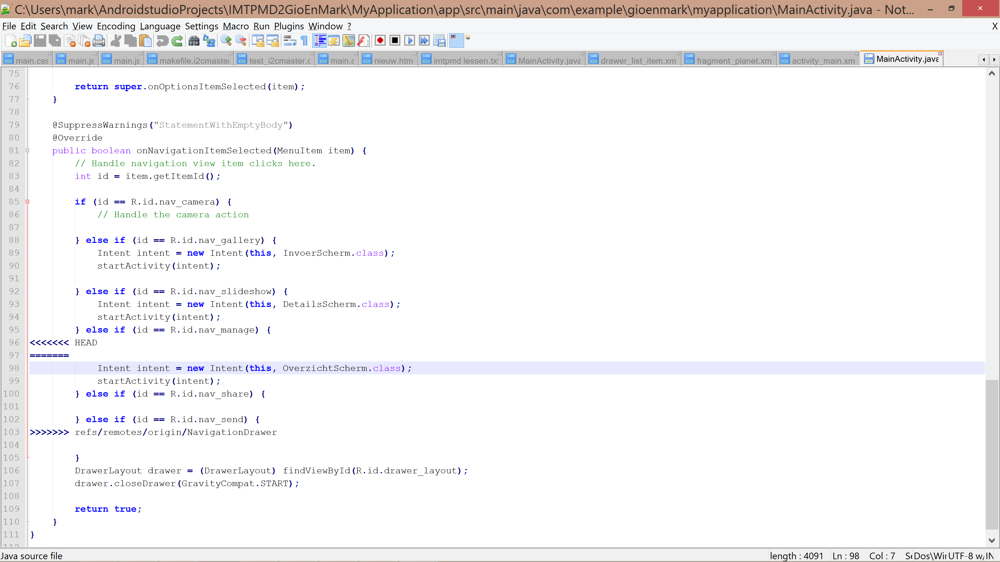 C:\Users\mark\AndroidstudioProjects\IMTPMD2GioEnMark\MyApplication\app\src\main\java\com\example\gioenmark\myapplication\MainActivity.java - Not...
File Edit Search View Encoding Language Settings Macro Run Plugins Window ? X
main.css main.js main.js makefile.i2cmaster test_i2cmaster.c main.c nieuw.htm imtpmd lessen.txt MainActivity.java drawer_list_item.xm fragment_planet.xm activity_main.xm MainActivity.java
75
76 return super.onOptionsItemSelected(item);
77 }
78
79 @SuppressWarnings("StatementWithEmptyBody")
80 @Override
81 public boolean onNavigationItemSelected(MenuItem item) {
82 // Handle navigation view item clicks here.
83 int id = item.getItemId();
84
85 if (id == R.id.nav_camera) {
86 // Handle the camera action
87
88 } else if (id == R.id.nav_gallery) {
89 Intent intent = new Intent(this, InvoerScherm.class);
90 startActivity(intent);
91
92 } else if (id == R.id.nav_slideshow) {
93 Intent intent = new Intent(this, DetailsScherm.class);
94 startActivity(intent);
95 } else if (id == R.id.nav_manage) {
96 <<<<<<< HEAD
97 =======
98 Intent intent = new Intent(this, OverzichtScherm.class);
99 startActivity(intent);
100 } else if (id == R.id.nav_share) {
101
102 } else if (id == R.id.nav_send) {
103 >>>>>>> refs/remotes/origin/NavigationDrawer
104
105 }
106 DrawerLayout drawer = (DrawerLayout) findViewById(R.id.drawer_layout);
107 drawer.closeDrawer(GravityCompat.START);
108
109 return true;
110 }
111 }
112
Java source file length : 4091 Ln : 98 Col : 7 Dos\Wir UTF-8 w/ IN